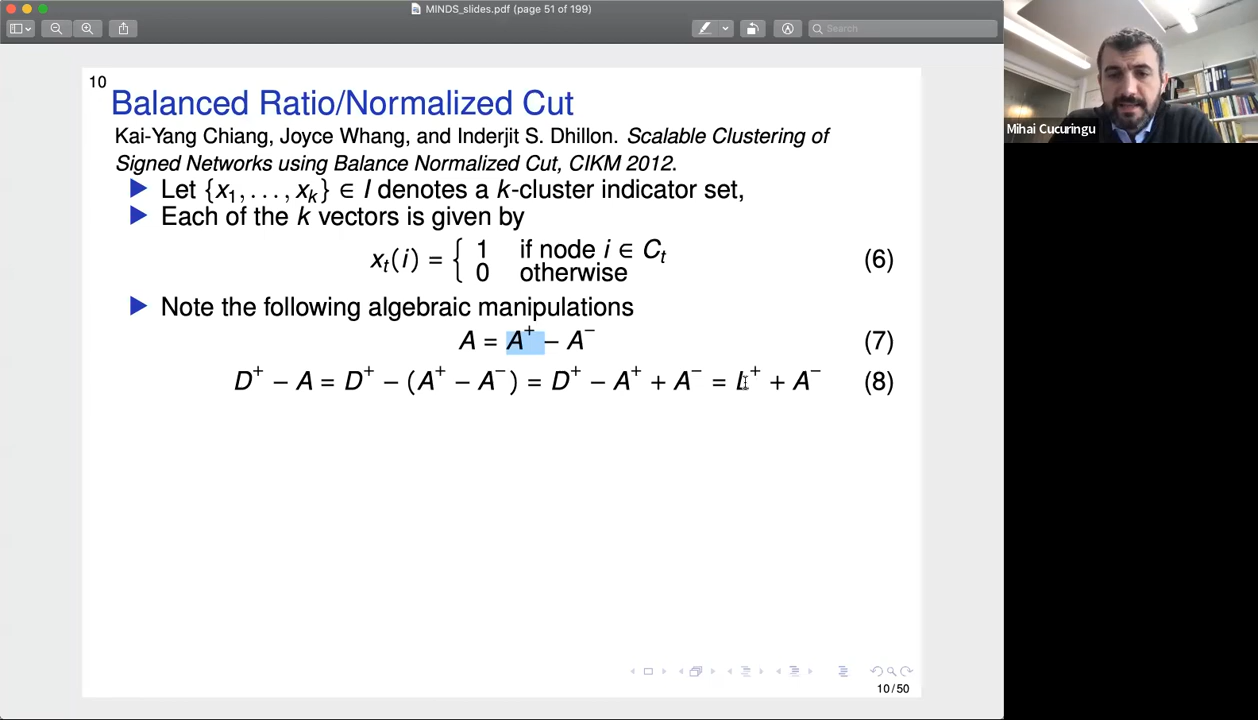 MINDS_slides.pdf (page 51 of 199)
Search
10
Balanced Ratio/Normalized Cut
Kai-Yang Chiang, Joyce Whang, and Inderjit S. Dhillon. Scalable Clustering of
Signed Networks using Balance Normalized Cut, CIKM 2012.
Let {x₁, . . . , xₖ} ∈ I denotes a k-cluster indicator set,
Each of the k vectors is given by
xₜ(i) = { 1 if node i ∈ Cₜ
0 otherwise (6)
Note the following algebraic manipulations
A = A⁺ − A⁻ (7)
D⁺ − A = D⁺ − (A⁺ − A⁻) = D⁺ − A⁺ + A⁻ = L⁺ + A⁻ (8)
10 / 50
Mihai Cucuringu